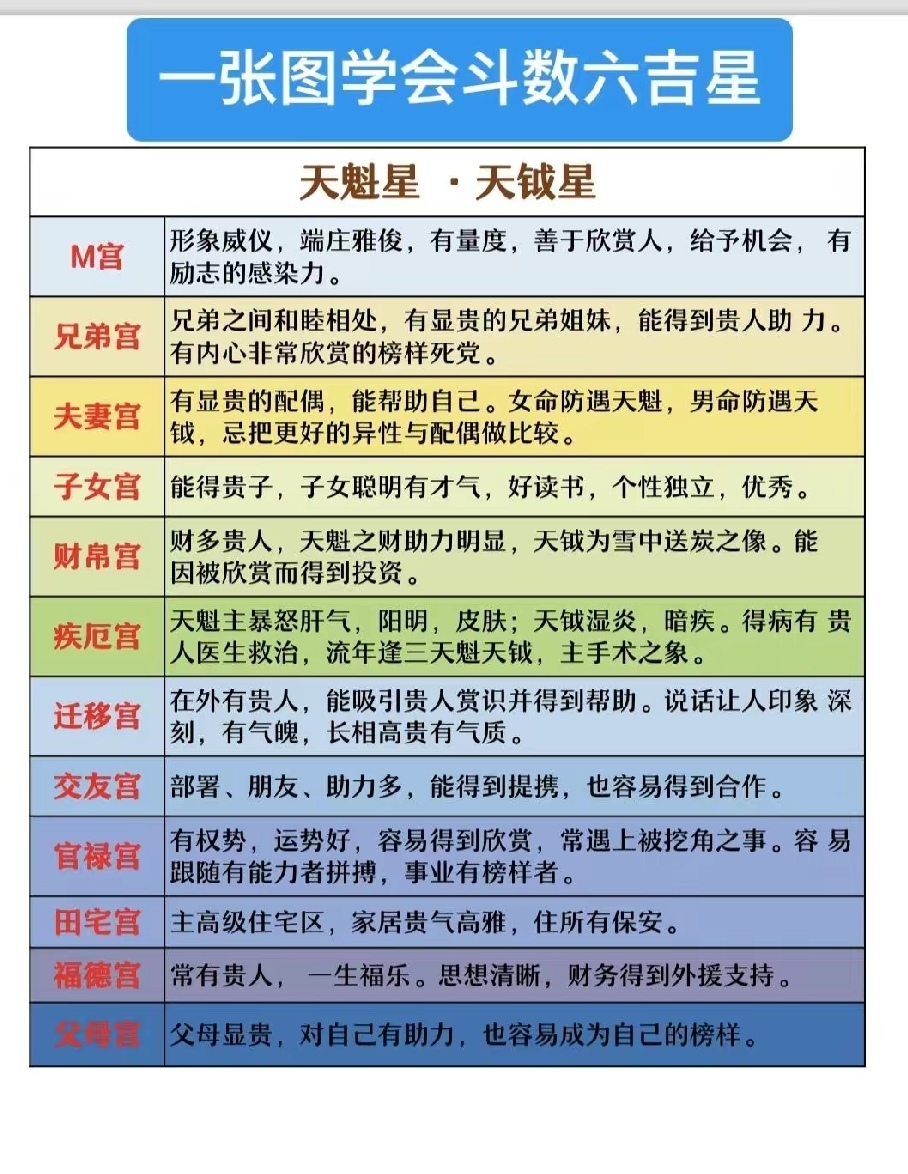 一张图学会斗数六吉星
天魁星 ·天钺星
M宫
形象威仪，端庄雅俊，有量度，善于欣赏人，给予机会， 有
励志的感染力。
兄弟宫
兄弟之间和睦相处，有显贵的兄弟姐妹，能得到贵人助 力。
有内心非常欣赏的榜样死党。
夫妻宫
有显贵的配偶，能帮助自己。女命防遇天魁，男命防遇天
钺，忌把更好的异性与配偶做比较。
子女宫
能得贵子，子女聪明有才气，好读书，个性独立，优秀。
财帛宫
财多贵人，天魁之财助力明显，天钺为雪中送炭之像。能
因被欣赏而得到投资。
疾厄宫
天魁主暴怒肝气，阳明，皮肤；天钺湿炎，暗疾。得病有 贵
人医生救治，流年逢三天魁天钺，主手术之象。
迁移宫
在外有贵人，能吸引贵人赏识并得到帮助。说话让人印象 深
刻，有气魄，长相高贵有气质。
交友宫
部署、朋友、助力多，能得到提携，也容易得到合作。
官禄宫
有权势，运势好，容易得到欣赏，常遇上被挖角之事。容 易
跟随有能力者拼搏，事业有榜样者。
田宅宫
主高级住宅区，家居贵气高雅，住所有保安。
福德宫
常有贵人， 一生福乐。思想清晰，财务得到外援支持。
父母宫
父母显贵，对自己有助力，也容易成为自己的榜样。